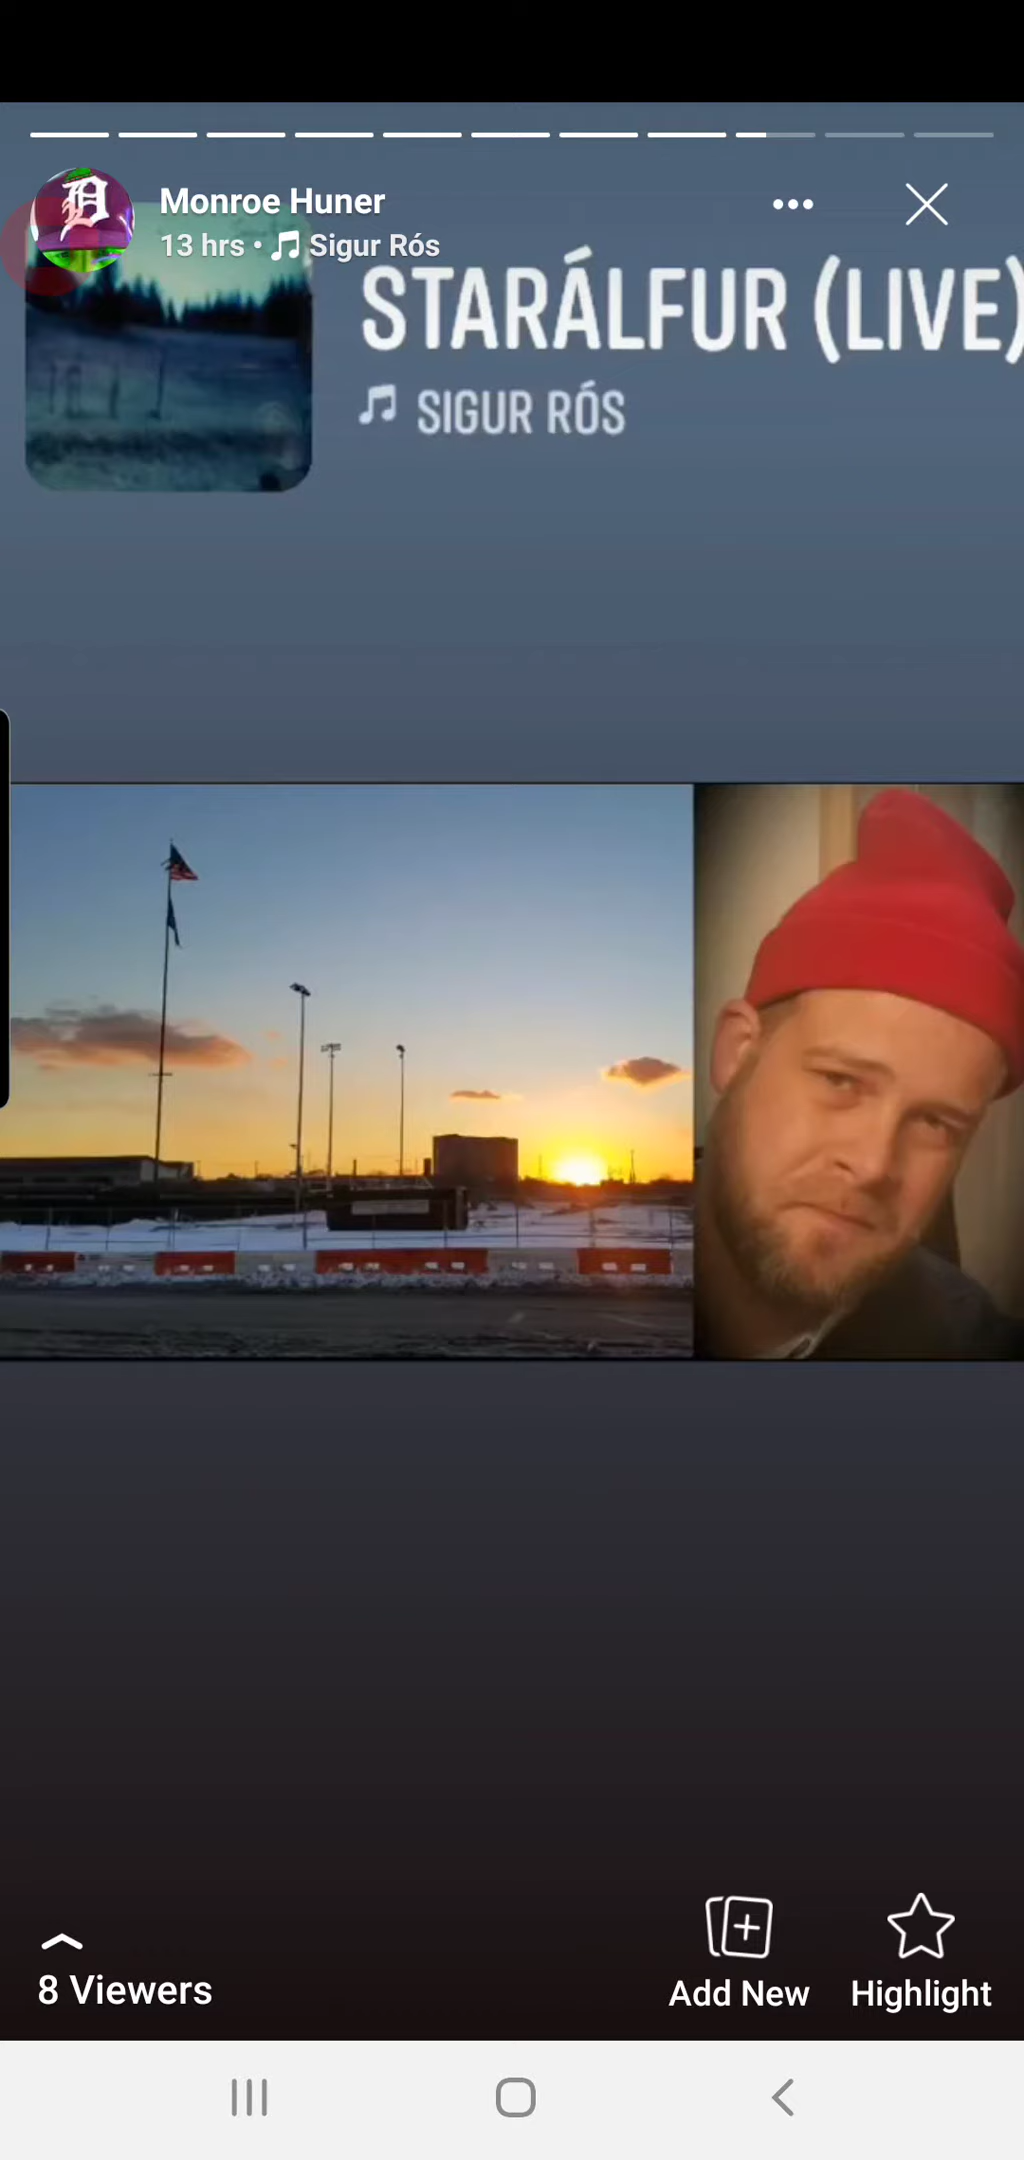 Monroe Huner
13 hrs • Sigur Rós
STARÁLFUR (LIVE)
SIGUR RÓS
8 Viewers
Add New
Highlight